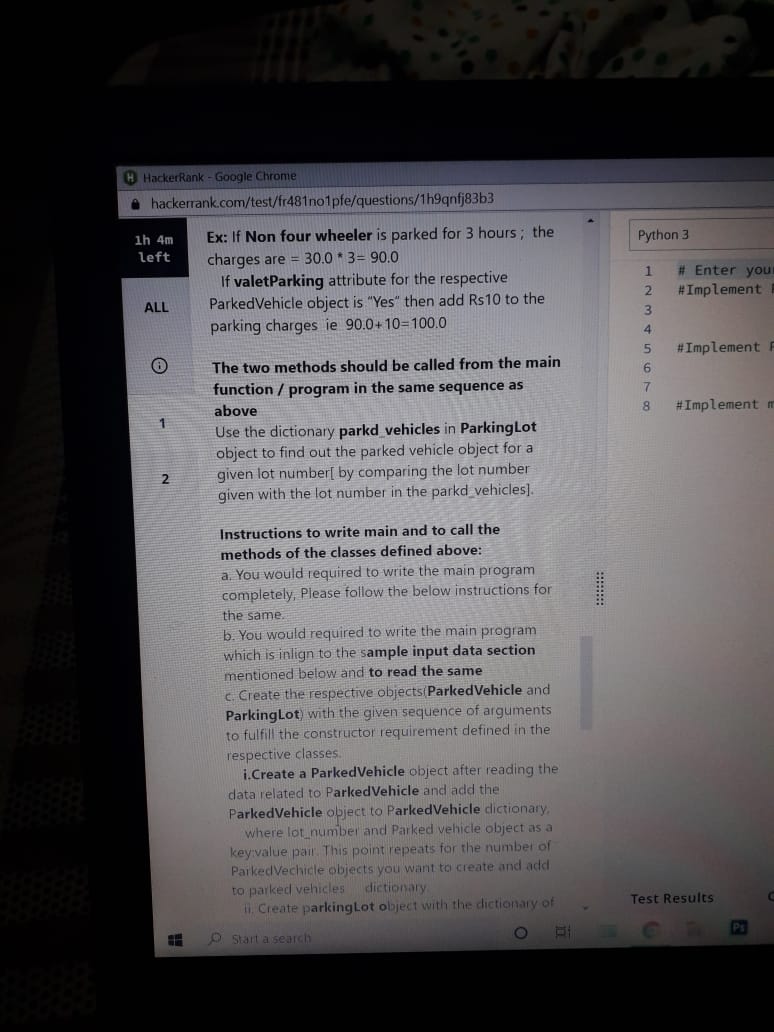 HackerRank - Google Chrome
hackerrank.com/test/fr481no1pfe/questions/1h9qnfj83b3
1h 4m
left
ALL
1
2
Ex: If Non four wheeler is parked for 3 hours ; the
charges are = 30.0 * 3= 90.0
If valetParking attribute for the respective
ParkedVehicle object is "Yes" then add Rs10 to the
parking charges ie 90.0+10=100.0
The two methods should be called from the main
function / program in the same sequence as
above
Use the dictionary parkd_vehicles in ParkingLot
object to find out the parked vehicle object for a
given lot number[ by comparing the lot number
given with the lot number in the parkd_vehicles].
Instructions to write main and to call the
methods of the classes defined above:
a. You would required to write the main program
completely, Please follow the below instructions for
the same.
b. You would required to write the main program
which is inlign to the sample input data section
mentioned below and to read the same
c. Create the respective objects(ParkedVehicle and
ParkingLot) with the given sequence of arguments
to fulfill the constructor requirement defined in the
respective classes.
i.Create a ParkedVehicle object after reading the
data related to ParkedVehicle and add the
ParkedVehicle object to ParkedVehicle dictionary,
where lot_number and Parked vehicle object as a
key:value pair. This point repeats for the number of
ParkedVechicle objects you want to create and add
to parked vehicles dictionary.
ii. Create parkingLot object with the dictionary of
Python 3
1 # Enter you
2 #Implement
3
4
5 #Implement
6
7
8 #Implement
Test Results
Start a search
Ps